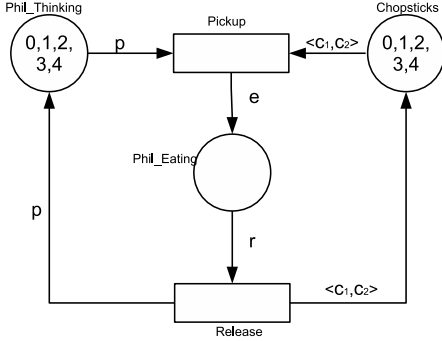 Phil_Thinking
Pickup
Chopsticks
0,1,2,
3,4
p
<c₁,c₂>
0,1,2,
3,4
e
Phil_Eating
p
r
<c₁,c₂>
Release